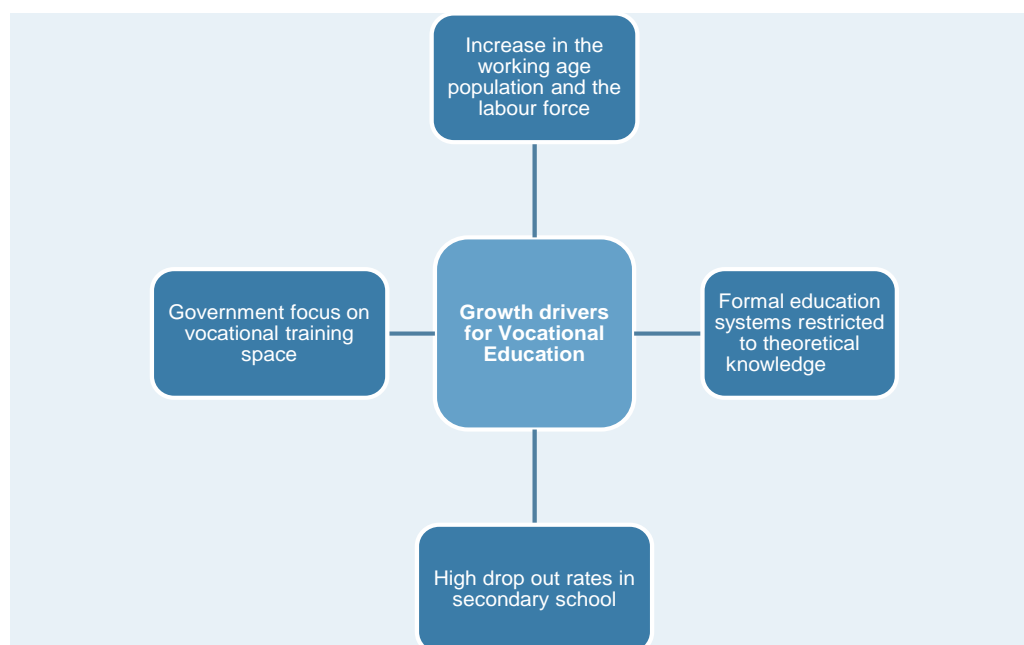 Increase in the
working age
population and the
labour force
Government focus on
vocational training
space
Growth drivers
for Vocational
Education
Formal education
systems restricted
to theoretical
knowledge
High drop out rates in
secondary school